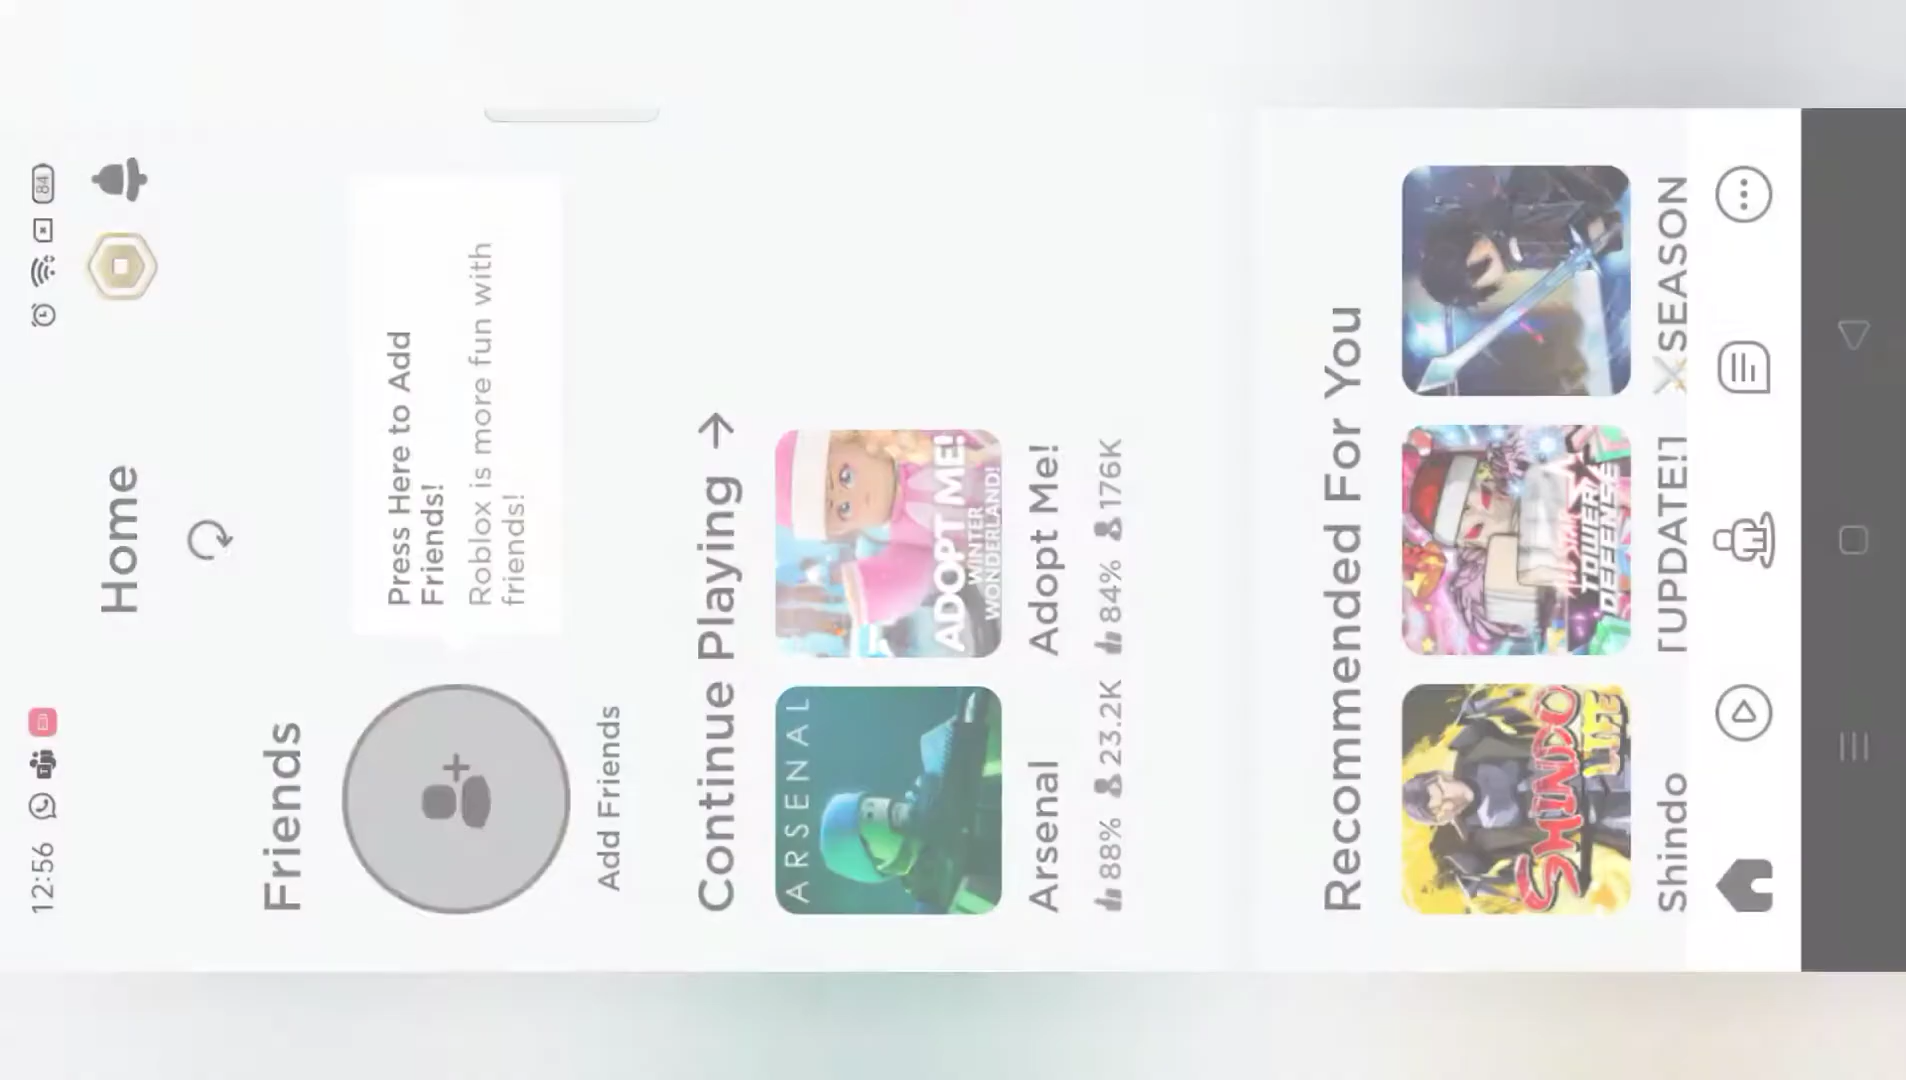 12:56
84
Home
Friends
Press Here to Add
Friends!
Roblox is more fun with
friends!
Add Friends
Continue Playing
ARSENAL
ADOPT ME!
WINTER
WONDERLAND!
Arsenal
Adopt Me!
88% 23.2K
84% 176K
Recommended For You
SHINDO
LIFE
TOWER
DEFENSE
Shindo
[UPDATE!]
SEASON